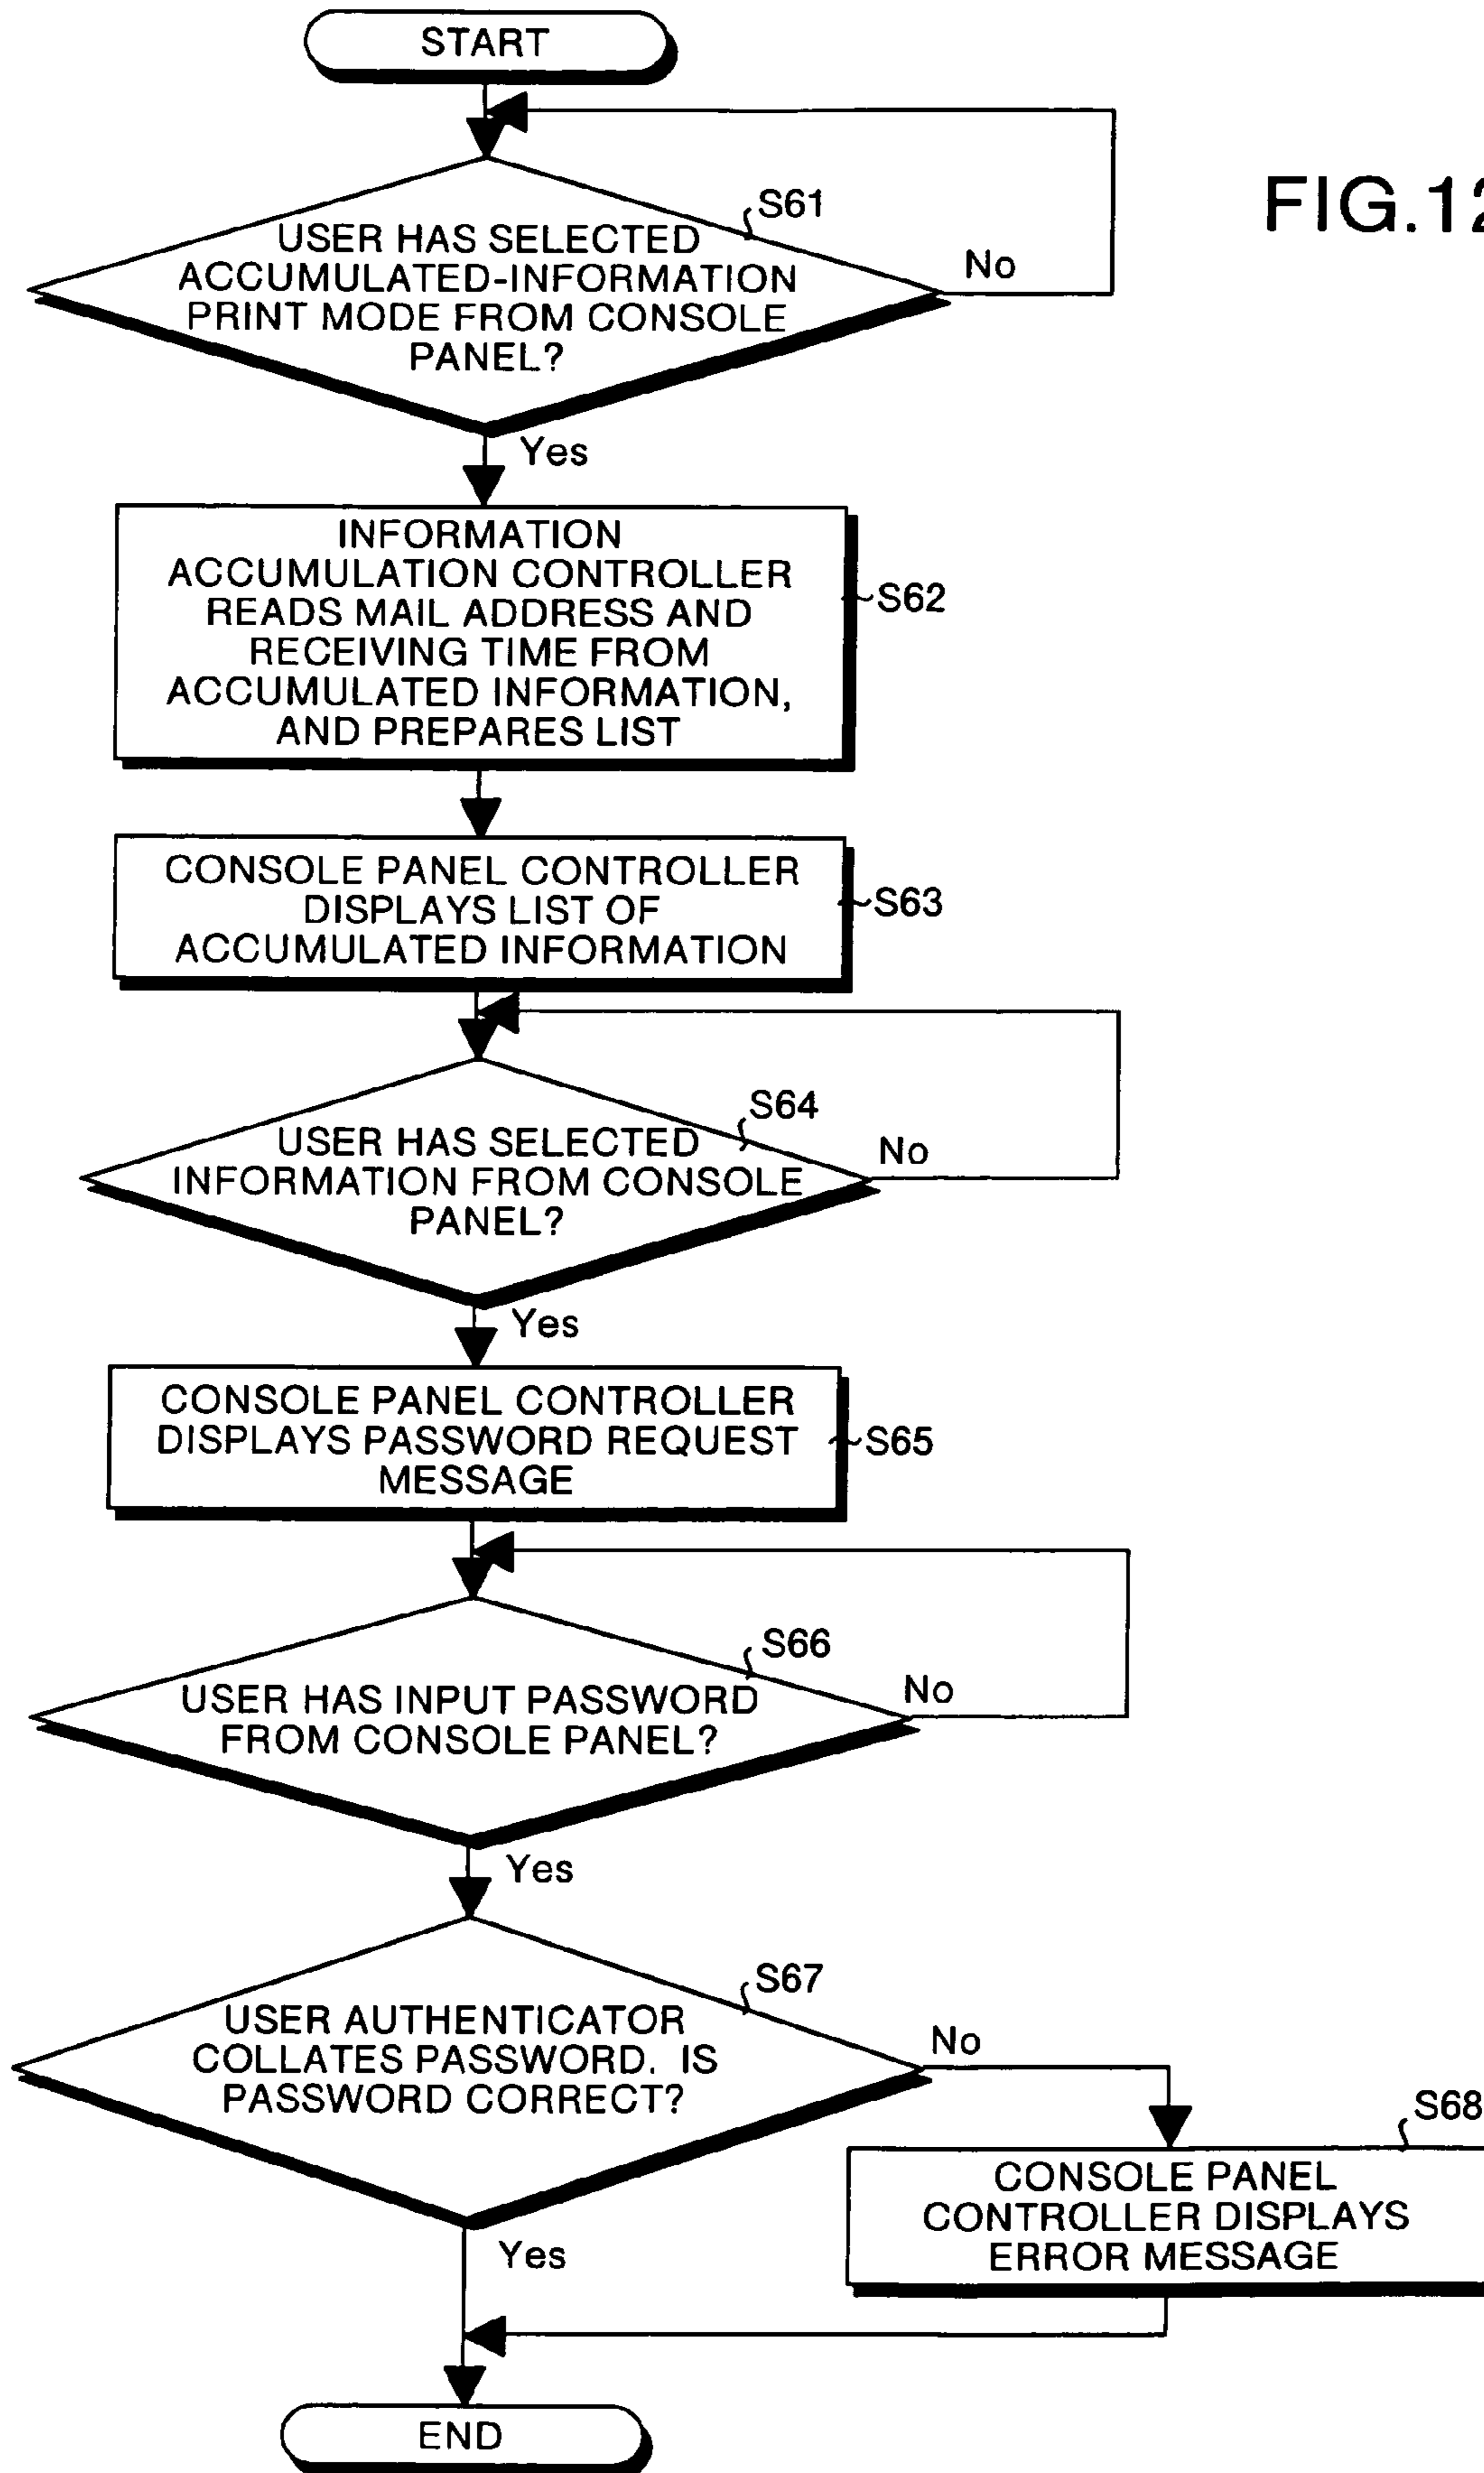 START
FIG.12
S61
USER HAS SELECTED
ACCUMULATED-INFORMATION
PRINT MODE FROM CONSOLE
PANEL?
No
Yes
INFORMATION
ACCUMULATION CONTROLLER
READS MAIL ADDRESS AND
RECEIVING TIME FROM
ACCUMULATED INFORMATION,
AND PREPARES LIST
S62
CONSOLE PANEL CONTROLLER
DISPLAYS LIST OF
ACCUMULATED INFORMATION
S63
S64
USER HAS SELECTED
INFORMATION FROM CONSOLE
PANEL?
No
Yes
CONSOLE PANEL CONTROLLER
DISPLAYS PASSWORD REQUEST
MESSAGE
S65
S66
USER HAS INPUT PASSWORD
FROM CONSOLE PANEL?
No
Yes
S67
USER AUTHENTICATOR
COLLATES PASSWORD. IS
PASSWORD CORRECT?
No
Yes
S68
CONSOLE PANEL
CONTROLLER DISPLAYS
ERROR MESSAGE
END